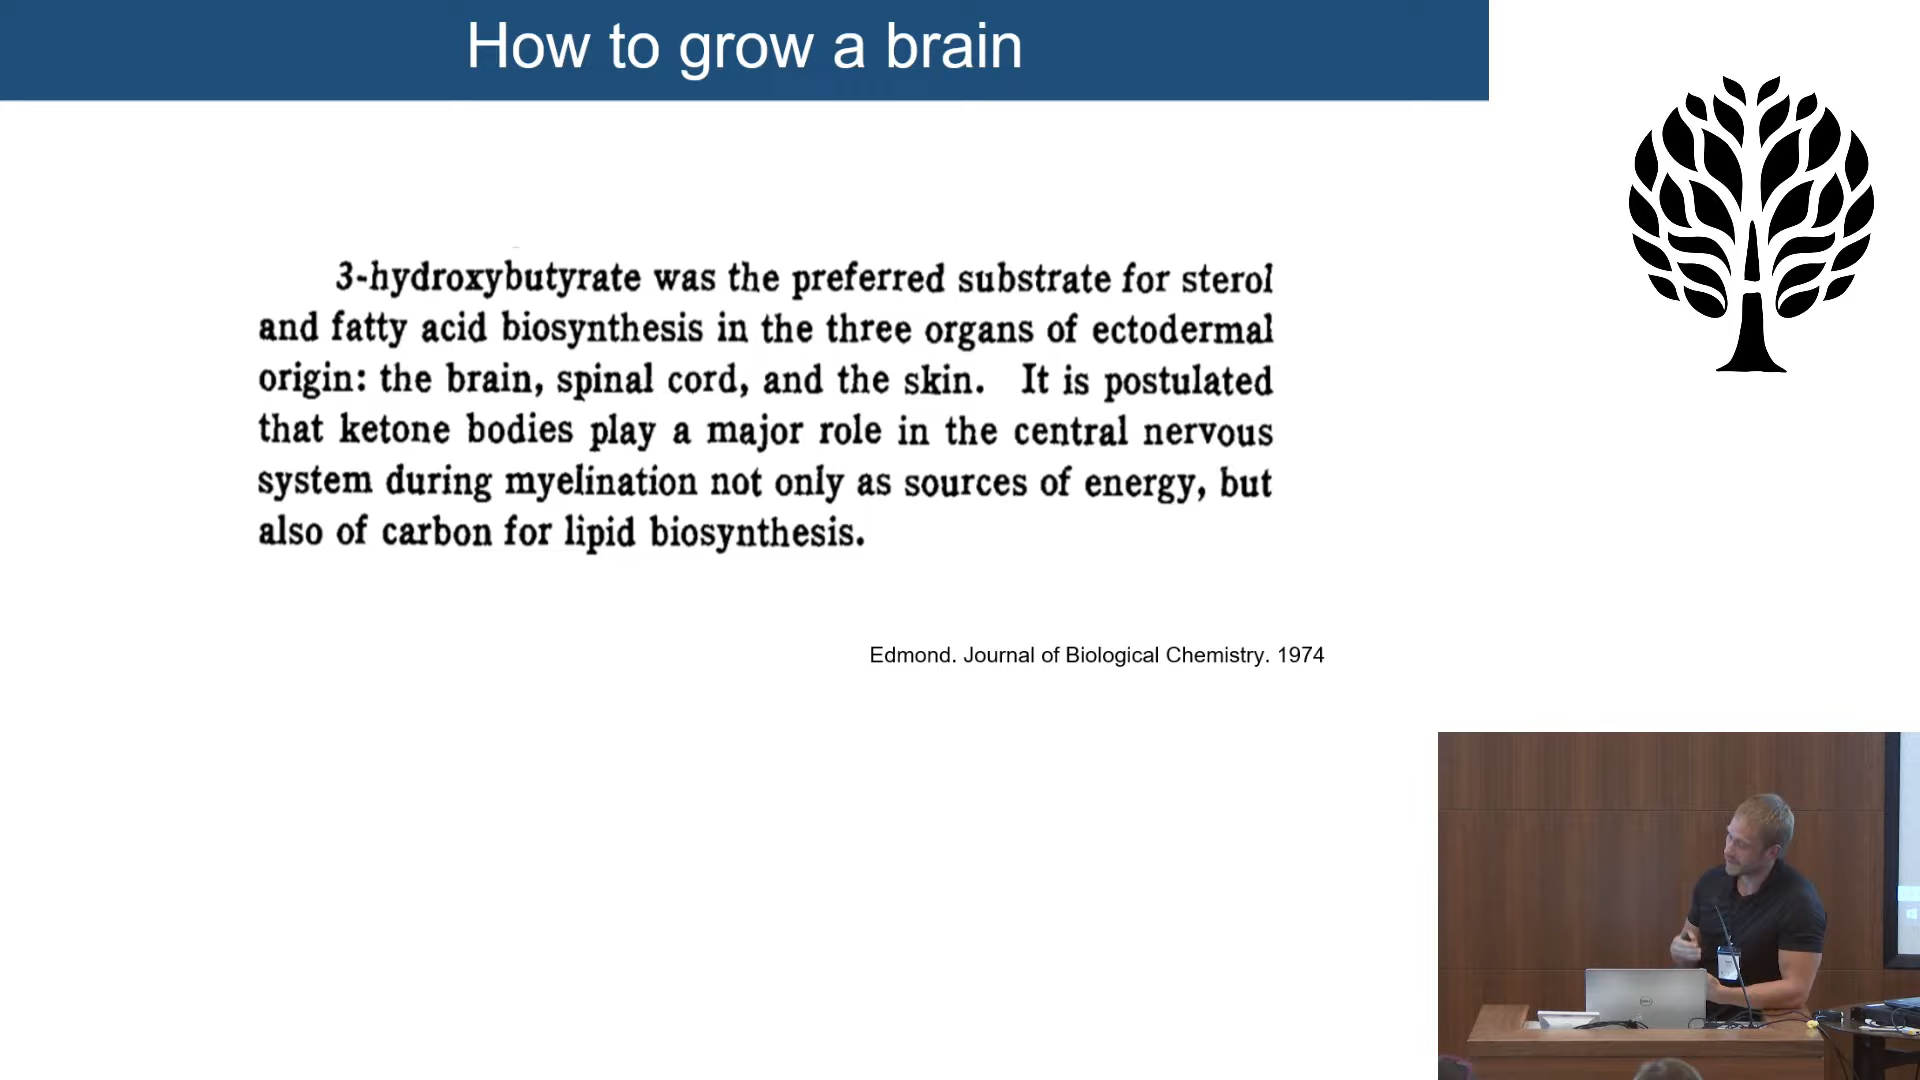 How to grow a brain
3-hydroxybutyrate was the preferred substrate for sterol
and fatty acid biosynthesis in the three organs of ectodermal
origin: the brain, spinal cord, and the skin. It is postulated
that ketone bodies play a major role in the central nervous
system during myelination not only as sources of energy, but
also of carbon for lipid biosynthesis.
Edmond. Journal of Biological Chemistry. 1974